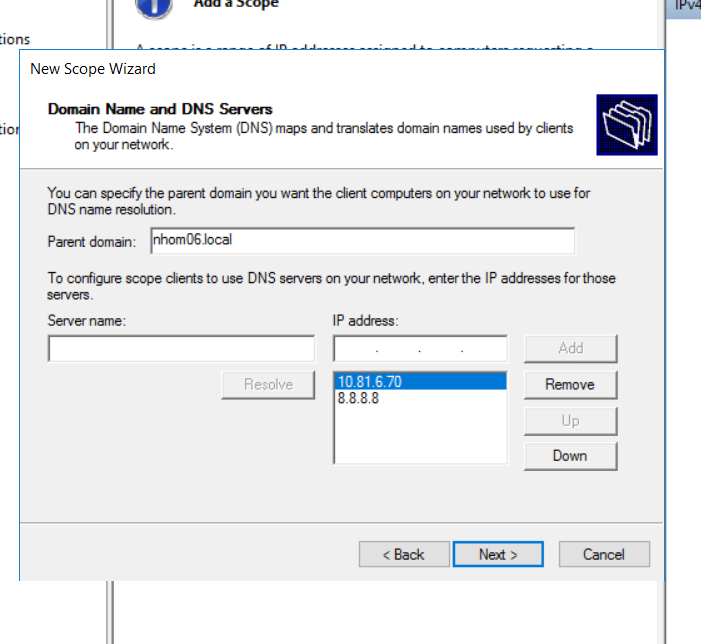 Add a Scope
IPv4
tions
A scope is a range of IP addresses assigned to computers requesting a
New Scope Wizard
Domain Name and DNS Servers
The Domain Name System (DNS) maps and translates domain names used by clients
on your network.
You can specify the parent domain you want the client computers on your network to use for
DNS name resolution.
Parent domain: nhom06.local
To configure scope clients to use DNS servers on your network, enter the IP addresses for those
servers.
Server name: IP address:
. . . Add
Resolve 10.81.6.70 Remove
8.8.8.8
Up
Down
< Back Next > Cancel